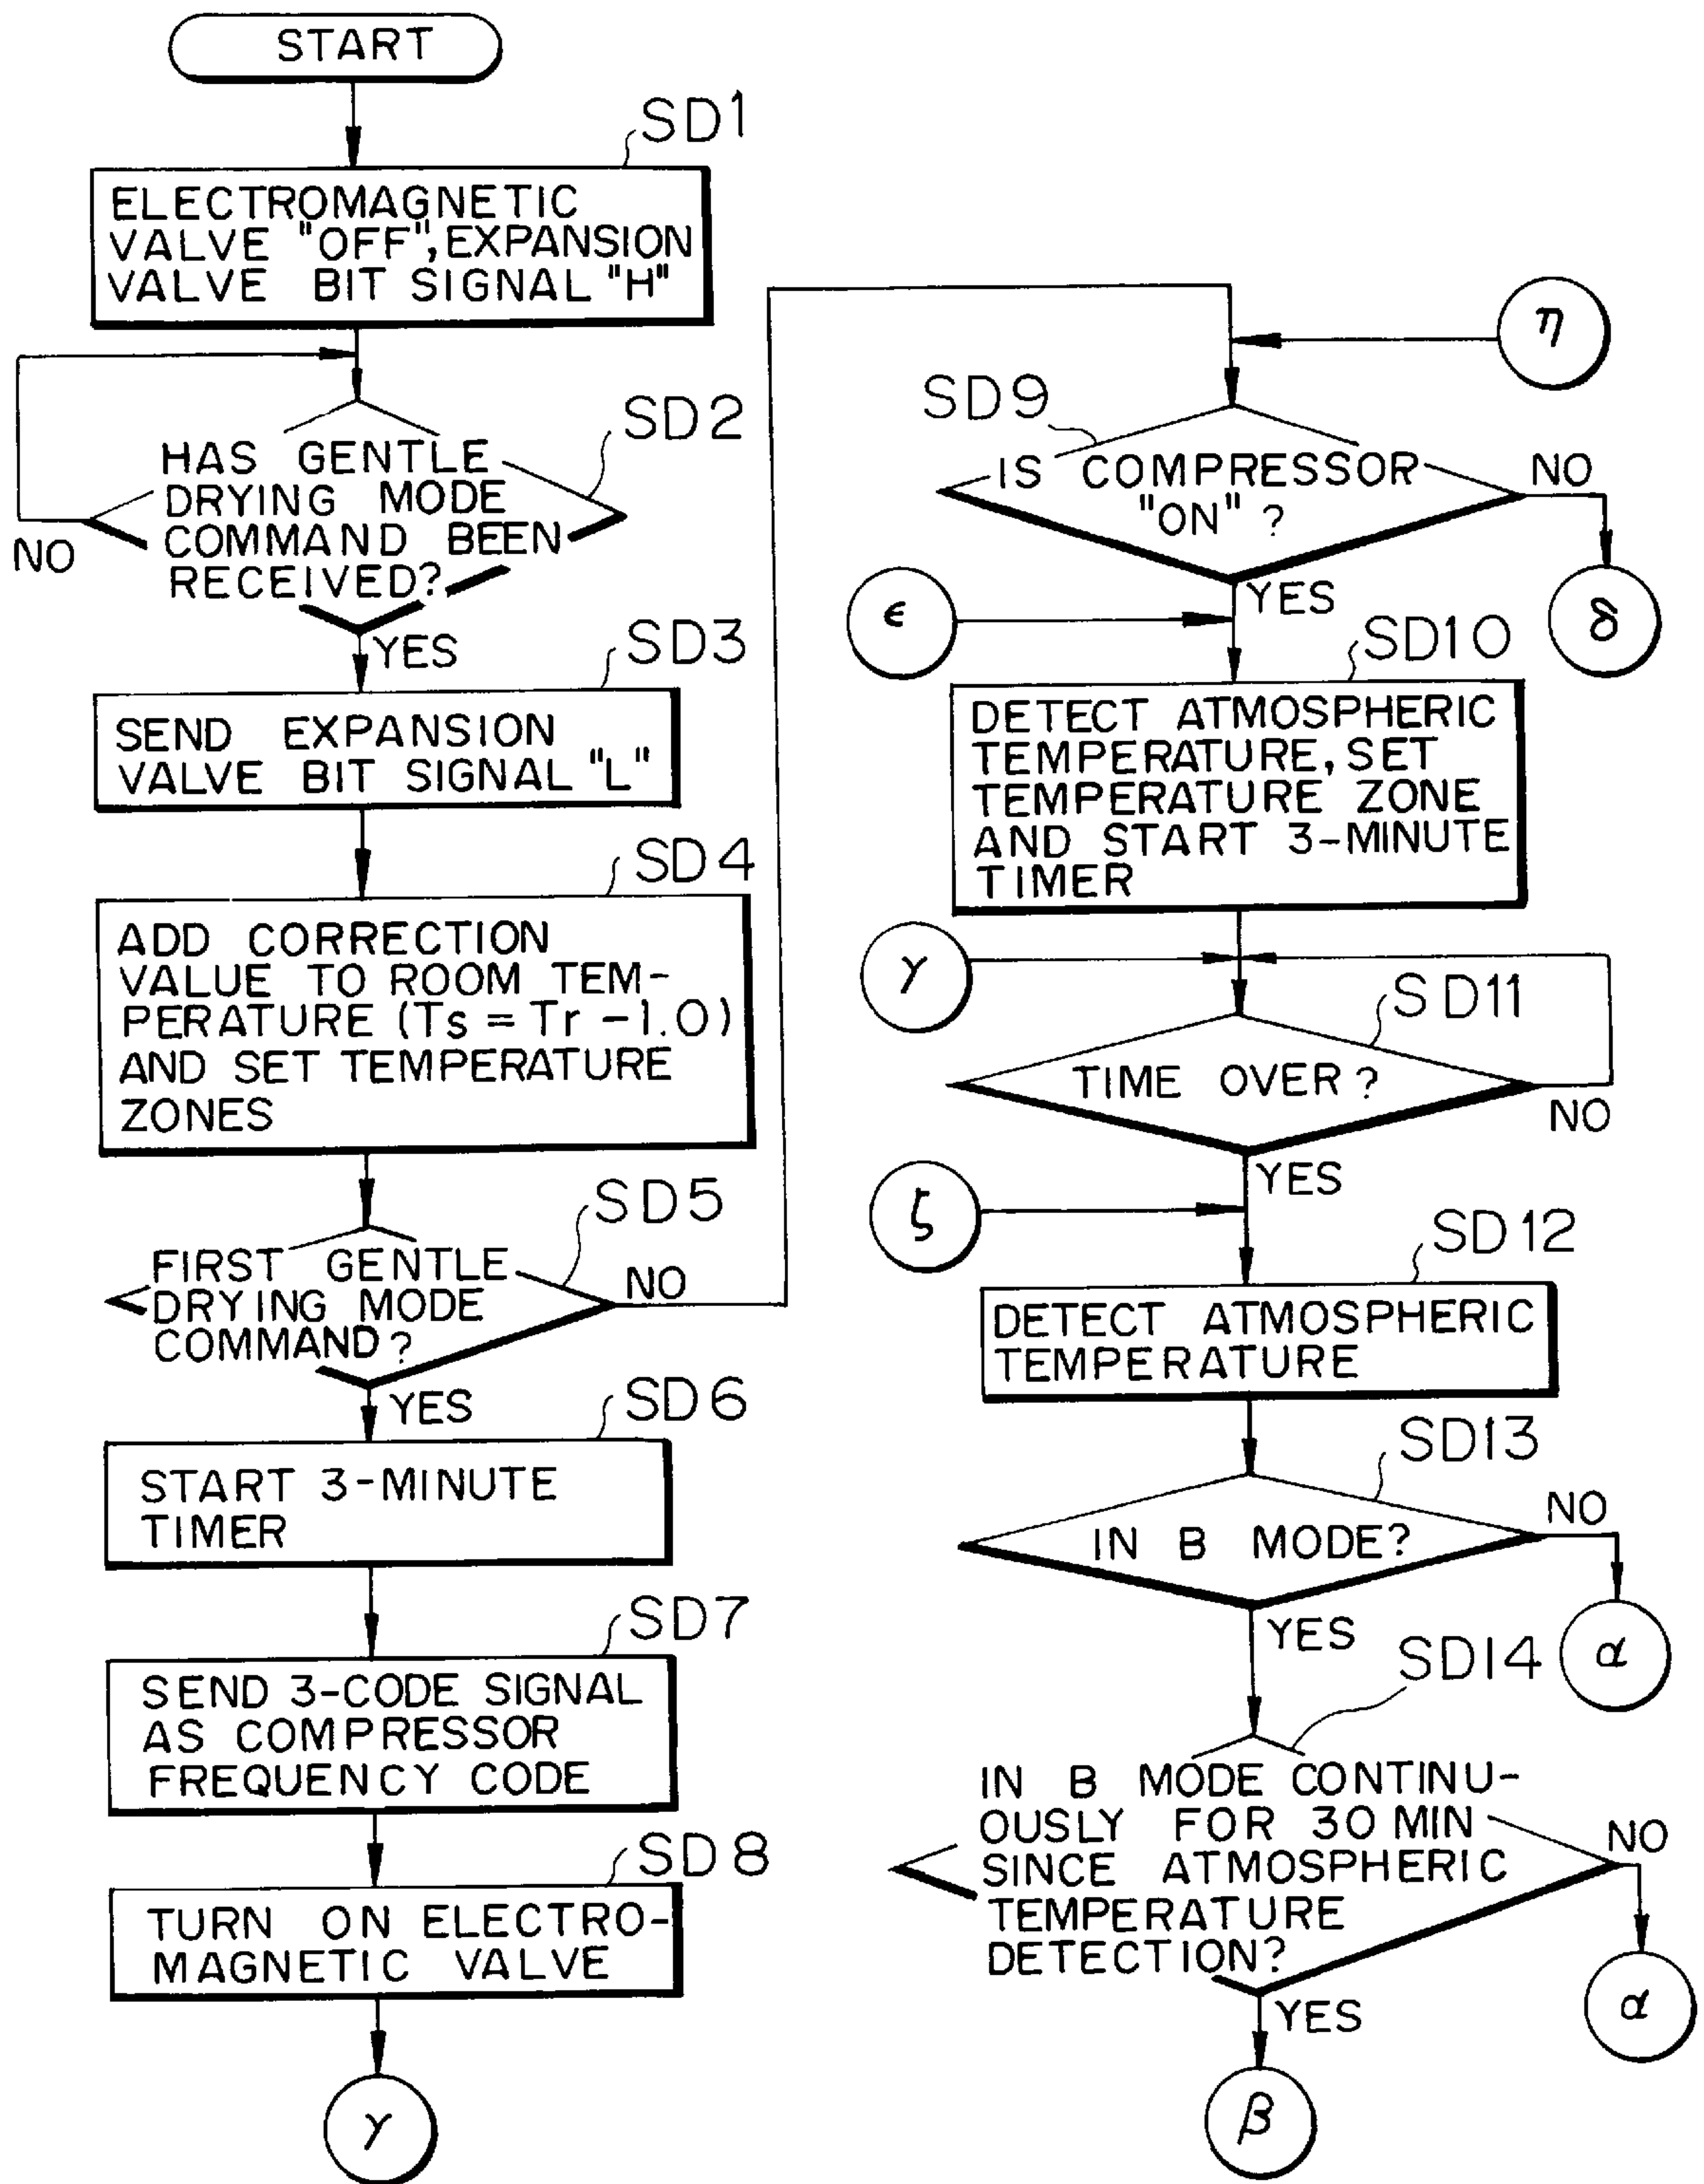 START
SD1
ELECTROMAGNETIC
VALVE "OFF", EXPANSION
VALVE BIT SIGNAL "H"
SD2
HAS GENTLE
DRYING MODE
COMMAND BEEN
RECEIVED?
NO
YES
SD3
SEND EXPANSION
VALVE BIT SIGNAL "L"
SD4
ADD CORRECTION
VALUE TO ROOM TEM-
PERATURE (Ts = Tr -1.0)
AND SET TEMPERATURE
ZONES
SD5
FIRST GENTLE
DRYING MODE
COMMAND?
NO
YES
SD6
START 3-MINUTE
TIMER
SD7
SEND 3-CODE SIGNAL
AS COMPRESSOR
FREQUENCY CODE
SD8
TURN ON ELECTRO-
MAGNETIC VALVE
γ
η
SD9
IS COMPRESSOR
"ON" ?
NO
δ
YES
ε
SD10
DETECT ATMOSPHERIC
TEMPERATURE, SET
TEMPERATURE ZONE
AND START 3-MINUTE
TIMER
γ
SD11
TIME OVER ?
NO
YES
ζ
SD12
DETECT ATMOSPHERIC
TEMPERATURE
SD13
IN B MODE?
NO
α
YES
SD14
IN B MODE CONTINU-
OUSLY FOR 30 MIN
SINCE ATMOSPHERIC
TEMPERATURE
DETECTION?
NO
α
YES
β